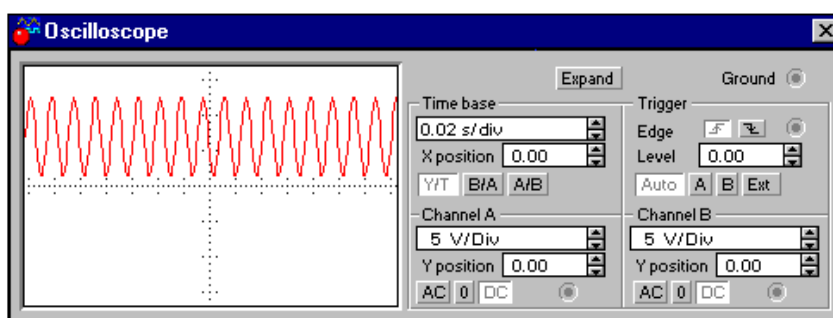 Oscilloscope
Expand
Ground
Time base
0.02 s/div
X position 0.00
Y/T B/A A/B
Trigger
Edge
Level 0.00
Auto A B Ext
Channel A
5 V/Div
Y position 0.00
AC 0 DC
Channel B
5 V/Div
Y position 0.00
AC 0 DC